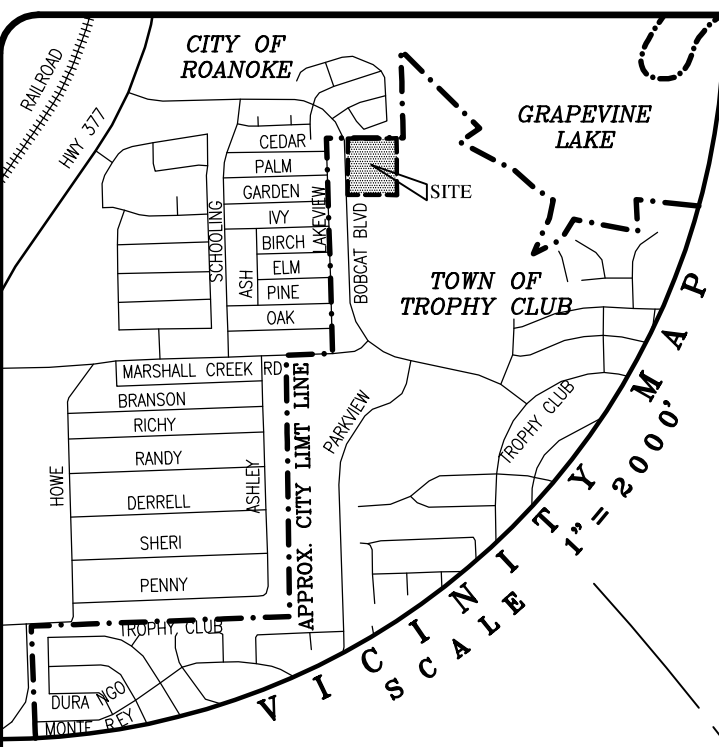 CITY OF
ROANOKE
RAILROAD
HWY 377
GRAPEVINE
LAKE
CEDAR
PALM
GARDEN
IVY
BIRCH
ELM
PINE
OAK
SCHOOLING
ASH
LAKEVIEW
BOBCAT BLVD
SITE
TOWN OF
TROPHY CLUB
MARSHALL CREEK RD
BRANSON
RICHY
RANDY
DERRELL
SHERI
PENNY
HOWE
ASHLEY
APPROX. CITY LIMT LINE
PARKVIEW
TROPHY CLUB
TROPHY CLUB
DURANGO
MONTE REY
VICINITY MAP
SCALE 1" = 2000'